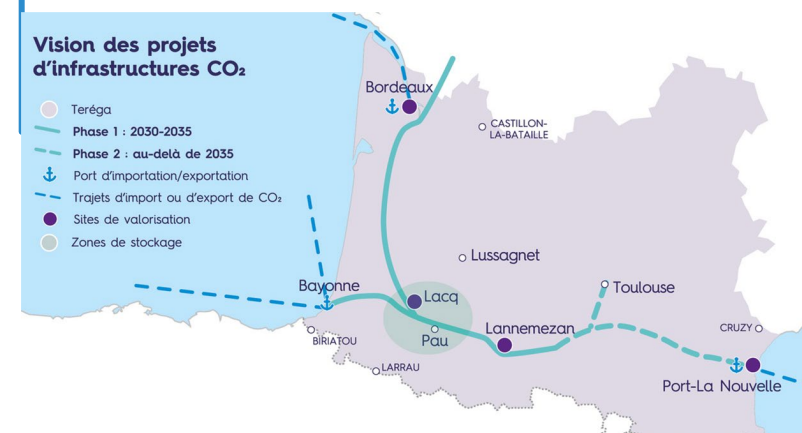 Vision des projets
d'infrastructures CO₂
Teréga
Phase 1 : 2030-2035
Phase 2 : au-delà de 2035
Port d'importation/exportation
Trajets d'import ou d'export de CO₂
Sites de valorisation
Zones de stockage
Bordeaux
CASTILLON-
LA-BATAILLE
Lussagnet
Bayonne
Lacq
Toulouse
Pau
Lannemezan
CRUZY
BIRIATOU
LARRAU
Port-La Nouvelle